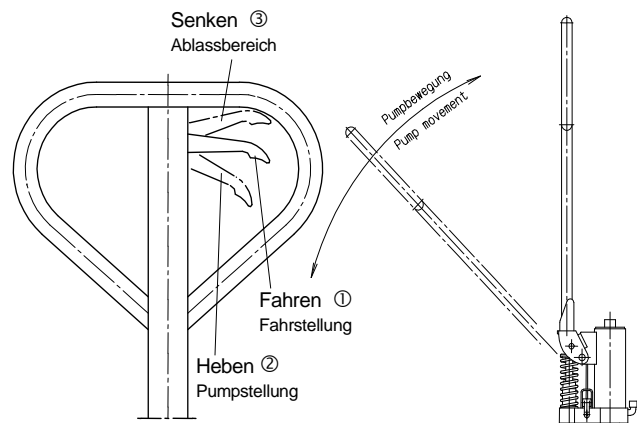 Senken ③
Ablassbereich
Pumpbewegung
Pump movement
Fahren ①
Fahrstellung
Heben ②
Pumpstellung